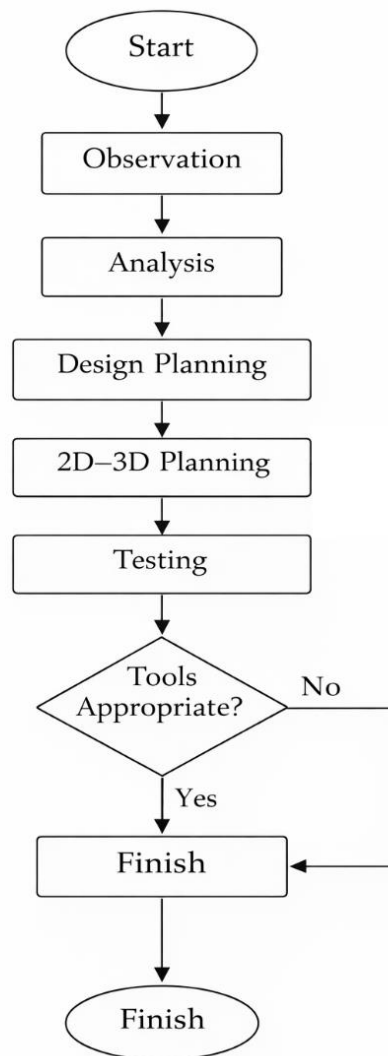 Start
Observation
Analysis
Design Planning
2D–3D Planning
Testing
Tools
Appropriate?
No
Yes
Finish
Finish